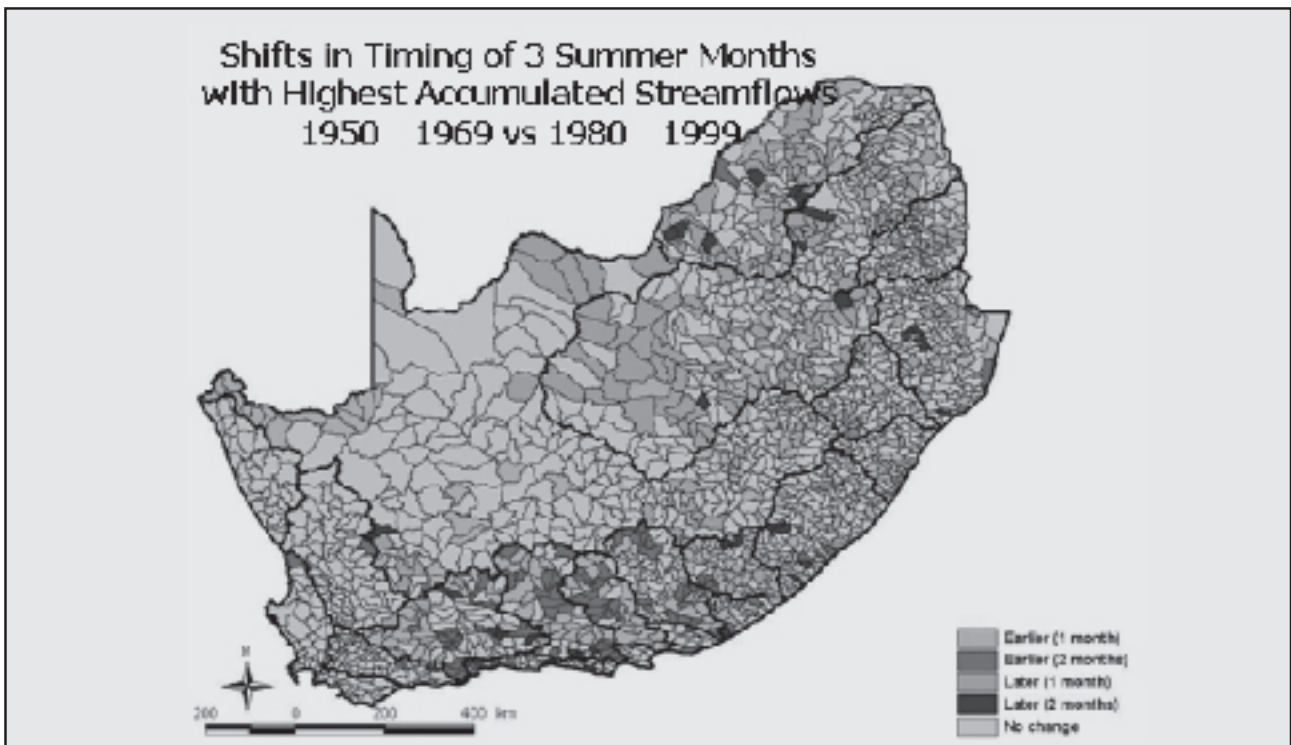 Shifts in Timing of 3 Summer Months
with Highest Accumulated Streamflows
1950 1969 vs 1980 1999
N
Earlier (1 month)
Earlier (2 months)
Later (1 month)
Later (2 months)
No change
200 0 200 400 km